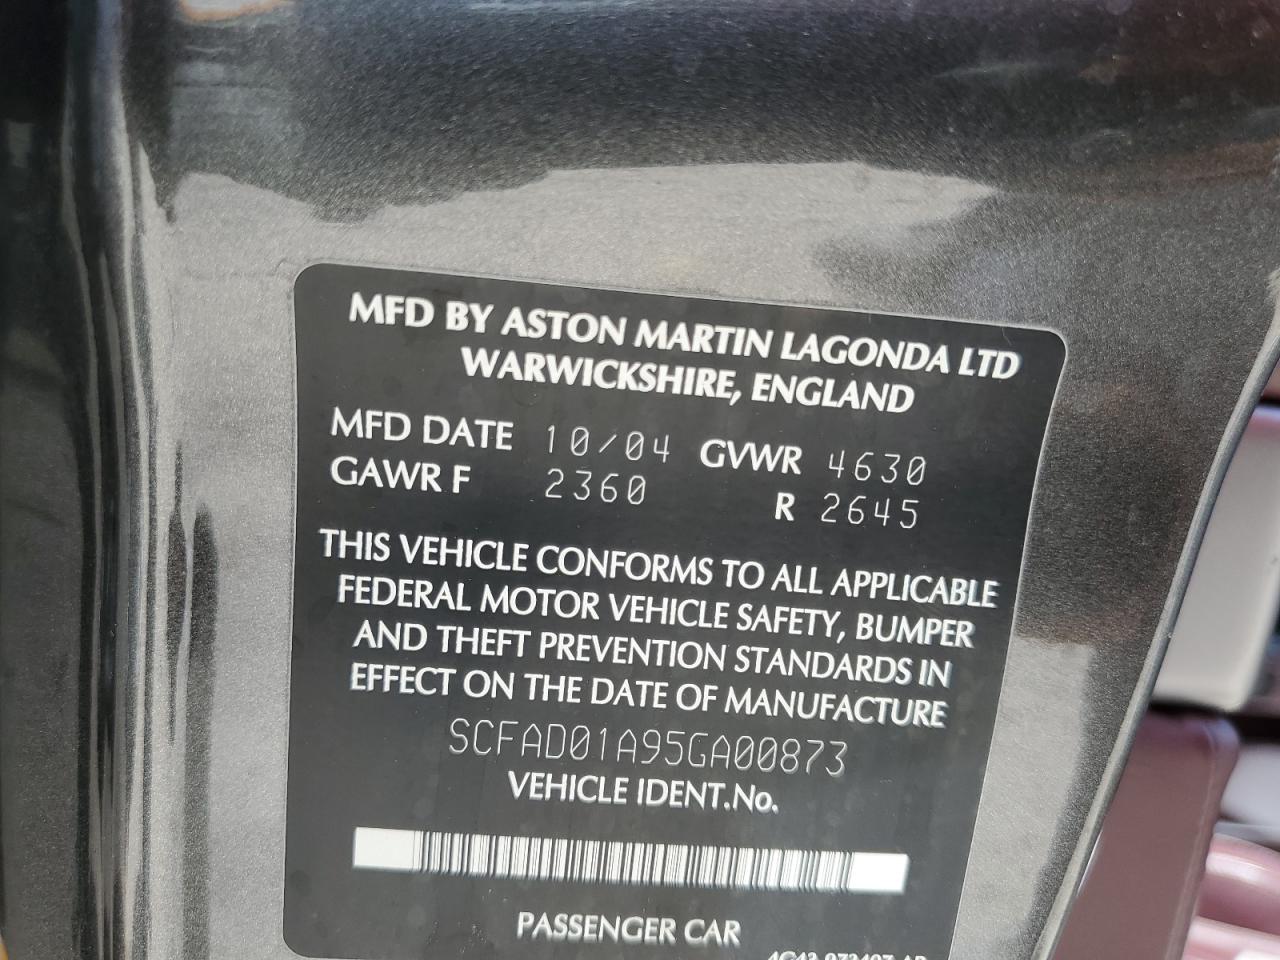 MFD BY ASTON MARTIN LAGONDA LTD
WARWICKSHIRE, ENGLAND
MFD DATE 10/04 GVWR 4630
GAWR F 2360 R 2645
THIS VEHICLE CONFORMS TO ALL APPLICABLE
FEDERAL MOTOR VEHICLE SAFETY, BUMPER
AND THEFT PREVENTION STANDARDS IN
EFFECT ON THE DATE OF MANUFACTURE
SCFAD01A95GA00873
VEHICLE IDENT.No.
PASSENGER CAR